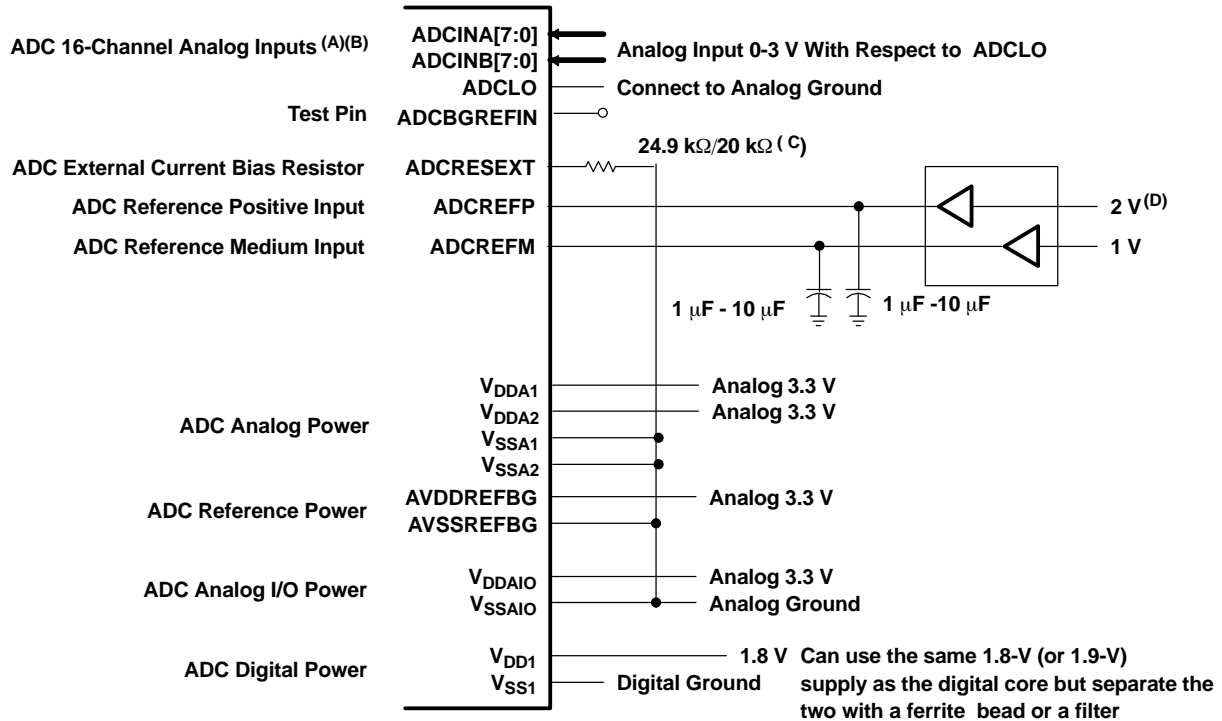 ADC 16-Channel Analog Inputs (A)(B) ADCINA[7:0]
ADCINB[7:0] Analog Input 0-3 V With Respect to ADCLO
ADCLO Connect to Analog Ground
Test Pin ADCBGREFIN
24.9 kΩ/20 kΩ (C)
ADC External Current Bias Resistor ADCRESEXT
ADC Reference Positive Input ADCREFP 2 V(D)
ADC Reference Medium Input ADCREFM 1 V
1 μF - 10 μF 1 μF -10 μF
VDDA1 Analog 3.3 V
VDDA2 Analog 3.3 V
ADC Analog Power
VSSA1
VSSA2
AVDDREFBG Analog 3.3 V
ADC Reference Power
AVSSREFBG
VDDAIO Analog 3.3 V
ADC Analog I/O Power
VSSAIO Analog Ground
VDD1 1.8 V Can use the same 1.8-V (or 1.9-V)
ADC Digital Power
VSS1 Digital Ground supply as the digital core but separate the
two with a ferrite bead or a filter